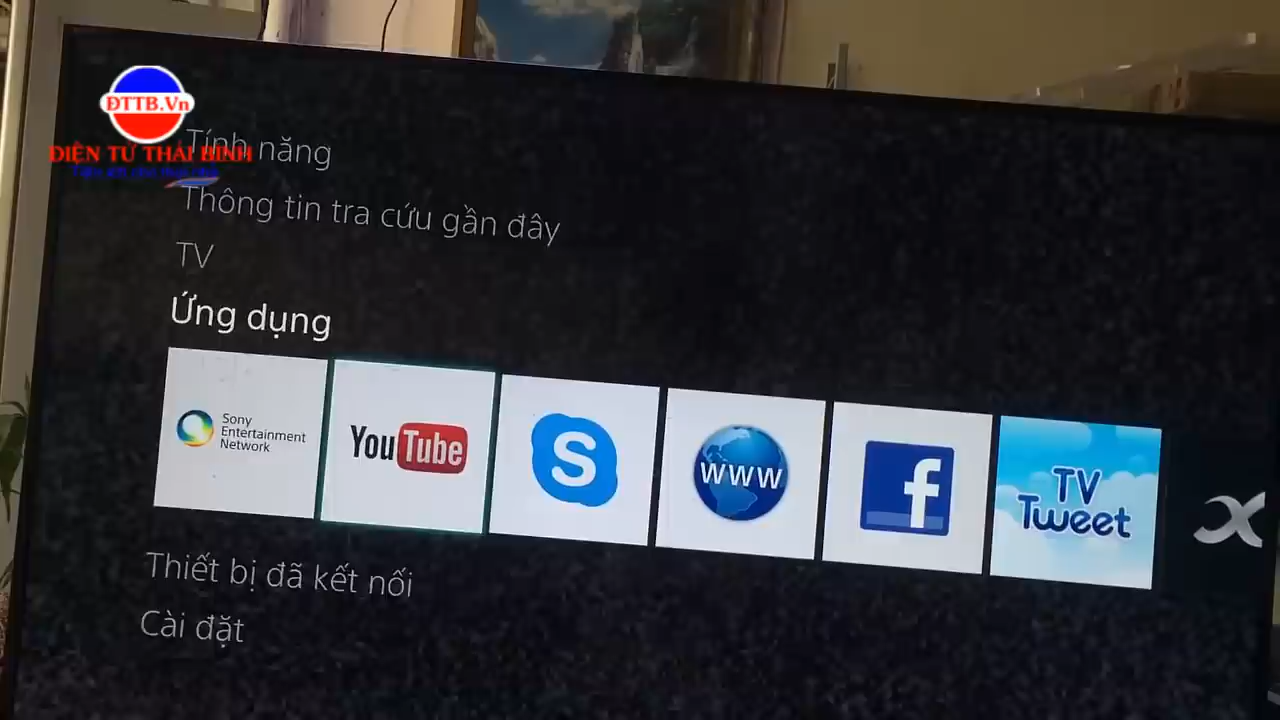 ĐTTB.Vn
ĐIỆN TỬ THÁI BÌNH
Tính năng
Thông tin tra cứu gần đây
TV
Ứng dụng
Sony
Entertainment
Network
YouTube
S
www
f
TV
Tweet
Thiết bị đã kết nối
Cài đặt